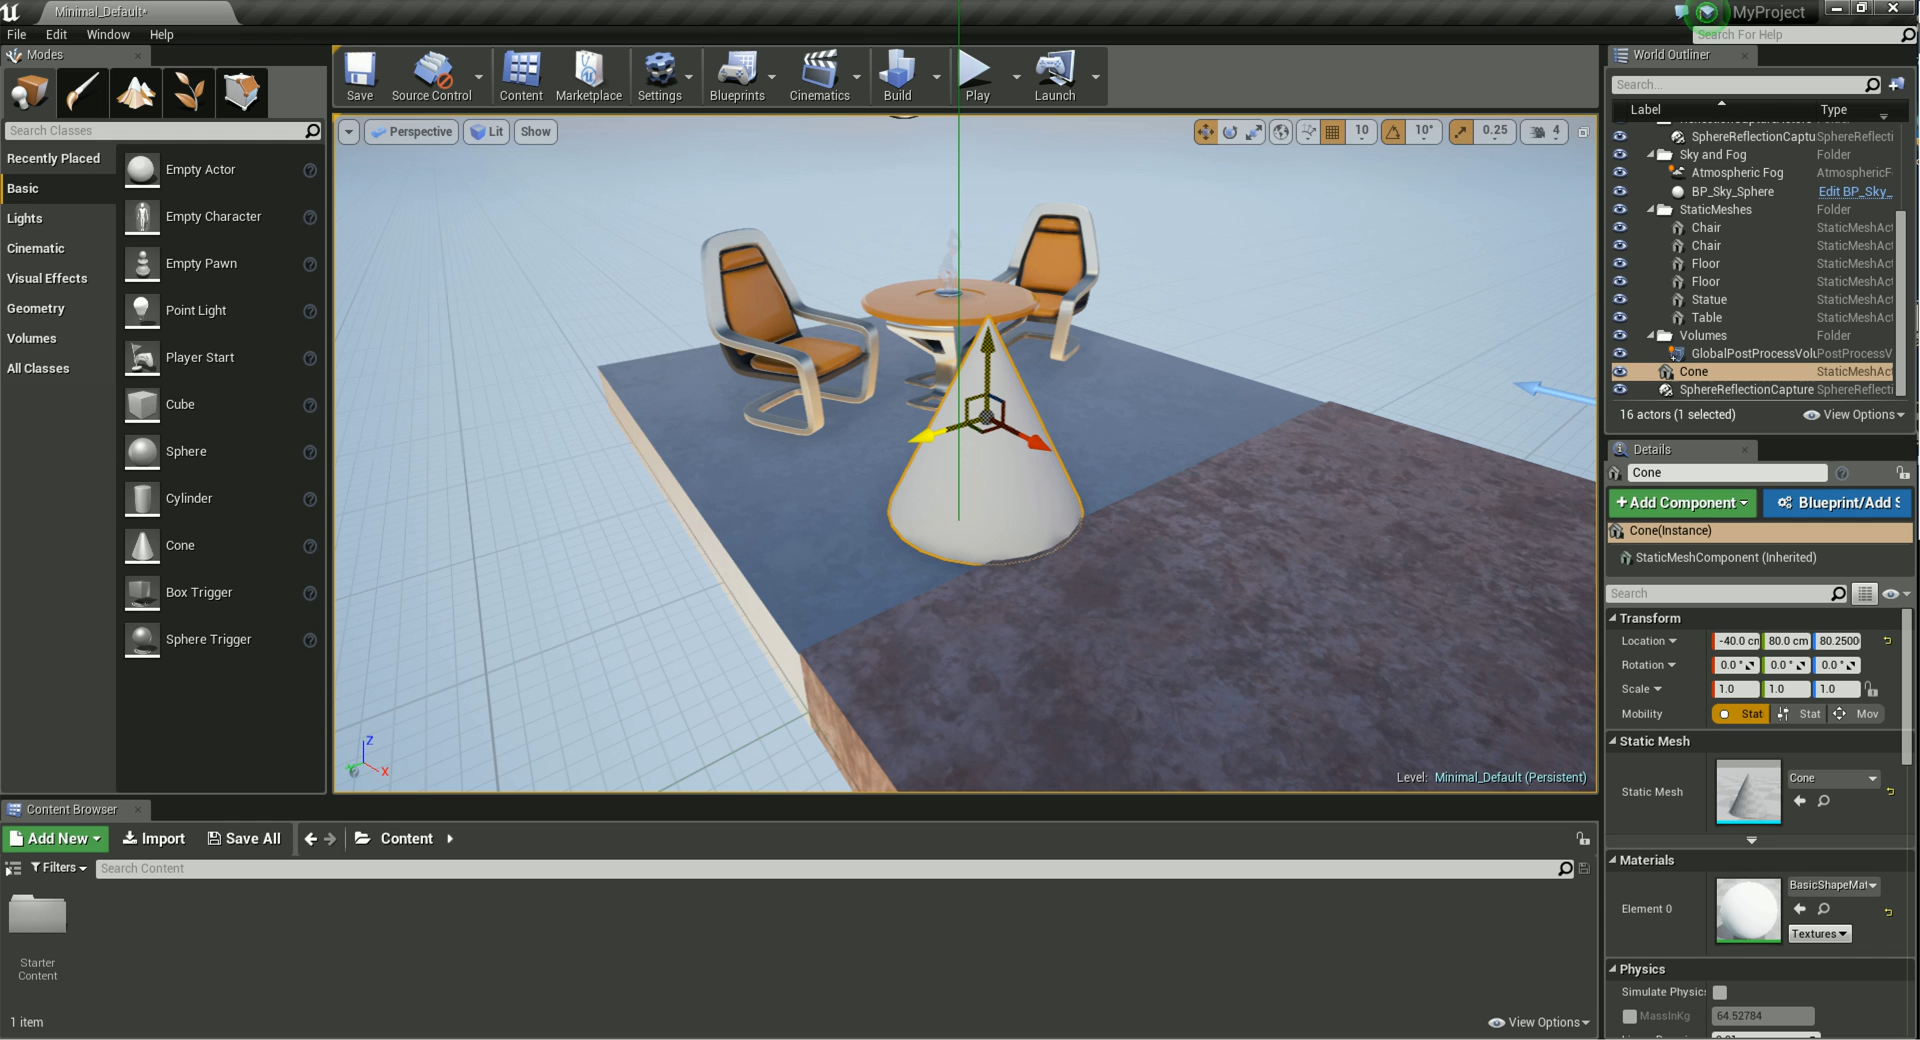 Minimal_Default*
MyProject
File Edit Window Help
Search For Help
Modes
Search Classes
Recently Placed
Basic
Lights
Cinematic
Visual Effects
Geometry
Volumes
All Classes
Empty Actor
Empty Character
Empty Pawn
Point Light
Player Start
Cube
Sphere
Cylinder
Cone
Box Trigger
Sphere Trigger
Save
Source Control
Content
Marketplace
Settings
Blueprints
Cinematics
Build
Play
Launch
Perspective Lit Show
10 10° 0.25 4
Z
X
Level: Minimal_Default (Persistent)
World Outliner
Search...
Label Type
SphereReflectionCaptu SphereReflecti
Sky and Fog Folder
Atmospheric Fog AtmosphericF
BP_Sky_Sphere Edit BP_Sky_
StaticMeshes Folder
Chair StaticMeshAct
Chair StaticMeshAct
Floor StaticMeshAct
Floor StaticMeshAct
Statue StaticMeshAct
Table StaticMeshAct
Volumes Folder
GlobalPostProcessVolu PostProcessV
Cone StaticMeshAct
SphereReflectionCapture SphereReflecti
16 actors (1 selected) View Options
Details
Cone
+Add Component Blueprint/Add S
Cone(Instance)
StaticMeshComponent (Inherited)
Search
Transform
Location -40.0 cm 80.0 cm 80.2500
Rotation 0.0 ° 0.0 ° 0.0 °
Scale 1.0 1.0 1.0
Mobility Stat Stat Mov
Static Mesh
Static Mesh Cone
Materials
Element 0 BasicShapeMat
Textures
Physics
Simulate Physics
MassInKg 64.52784
Content Browser
Add New Import Save All Content
Filters Search Content
Starter
Content
1 item View Options